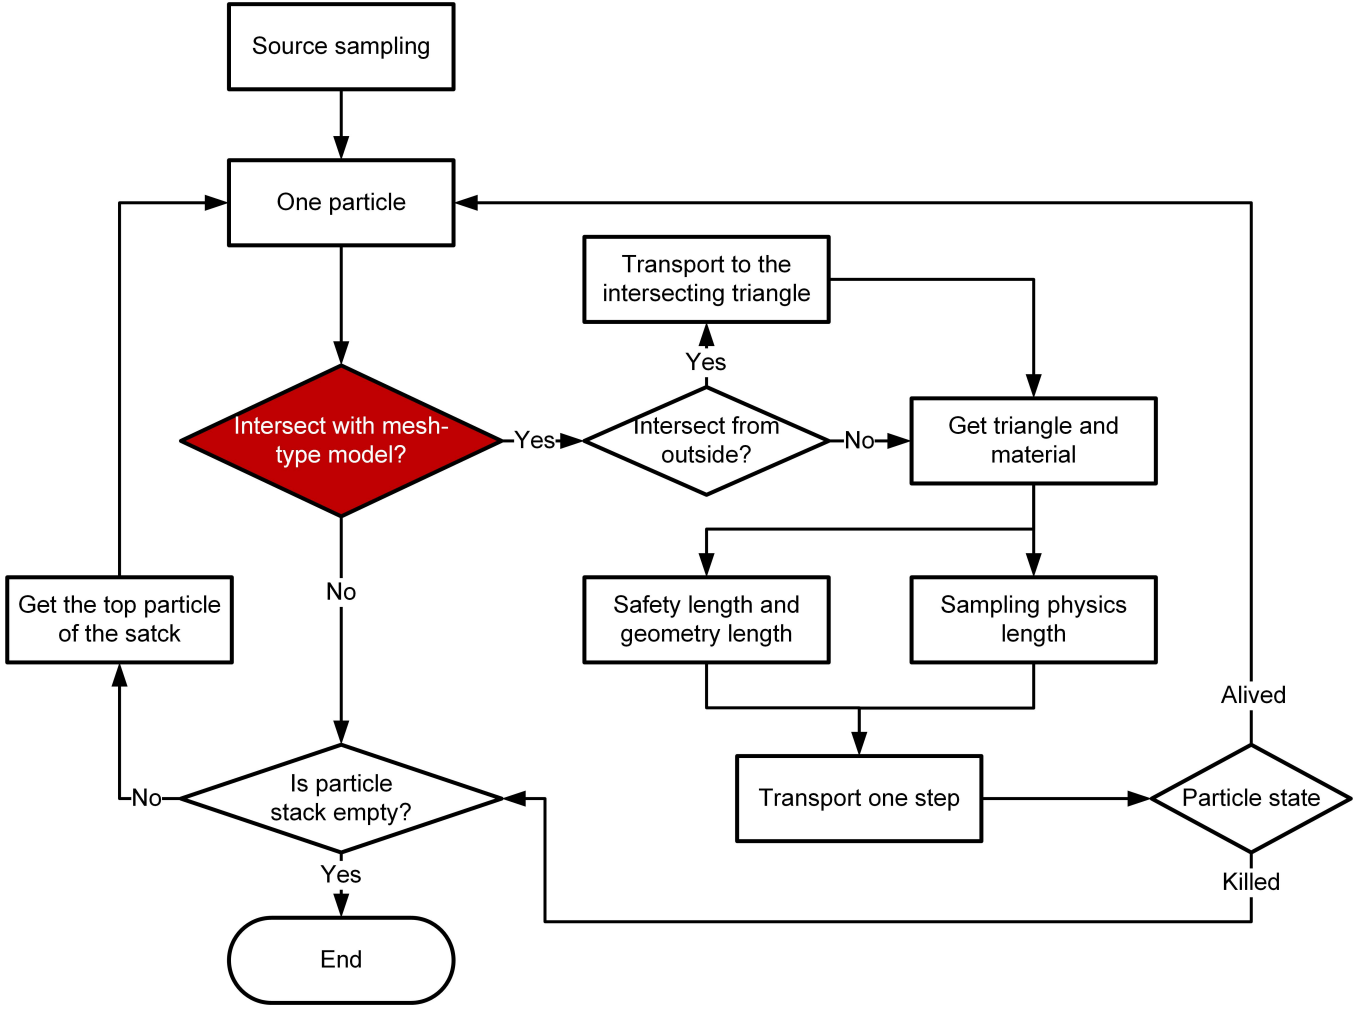 Source sampling
One particle
Transport to the
intersecting triangle
Yes
Intersect with mesh-
type model?
Yes
Intersect from
outside?
No
Get triangle and
material
No
Get the top particle
of the satck
Safety length and
geometry length
Sampling physics
length
Alived
Is particle
stack empty?
No
Transport one step
Particle state
Yes
Killed
End